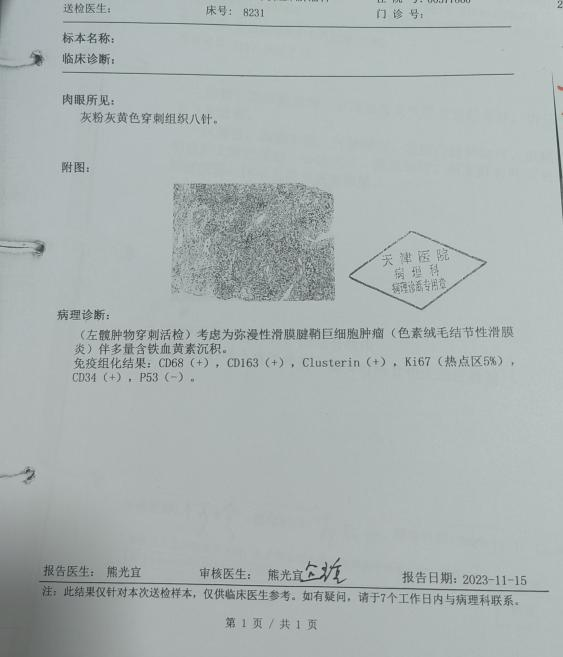 送检医生:
床号: 8231
门 诊 号:
标本名称:
临床诊断:
肉眼所见:
灰粉灰黄色穿刺组织八针。
附图:
天津医院
病理科
病理诊断专用章
病理诊断:
(左髋肿物穿刺活检)考虑为弥漫性滑膜腱鞘巨细胞肿瘤(色素绒毛结节性滑膜
炎)伴多量含铁血黄素沉积。
免疫组化结果: CD68(+), CD163(+), Clusterin(+), Ki67(热点区5%),
CD34(+), P53(-)。
报告医生: 熊光宜
审核医生: 熊光宜
报告日期: 2023-11-15
注: 此结果仅针对本次送检样本, 仅供临床医生参考。如有疑问, 请于7个工作日内与病理科联系。
第 1 页 / 共 1 页